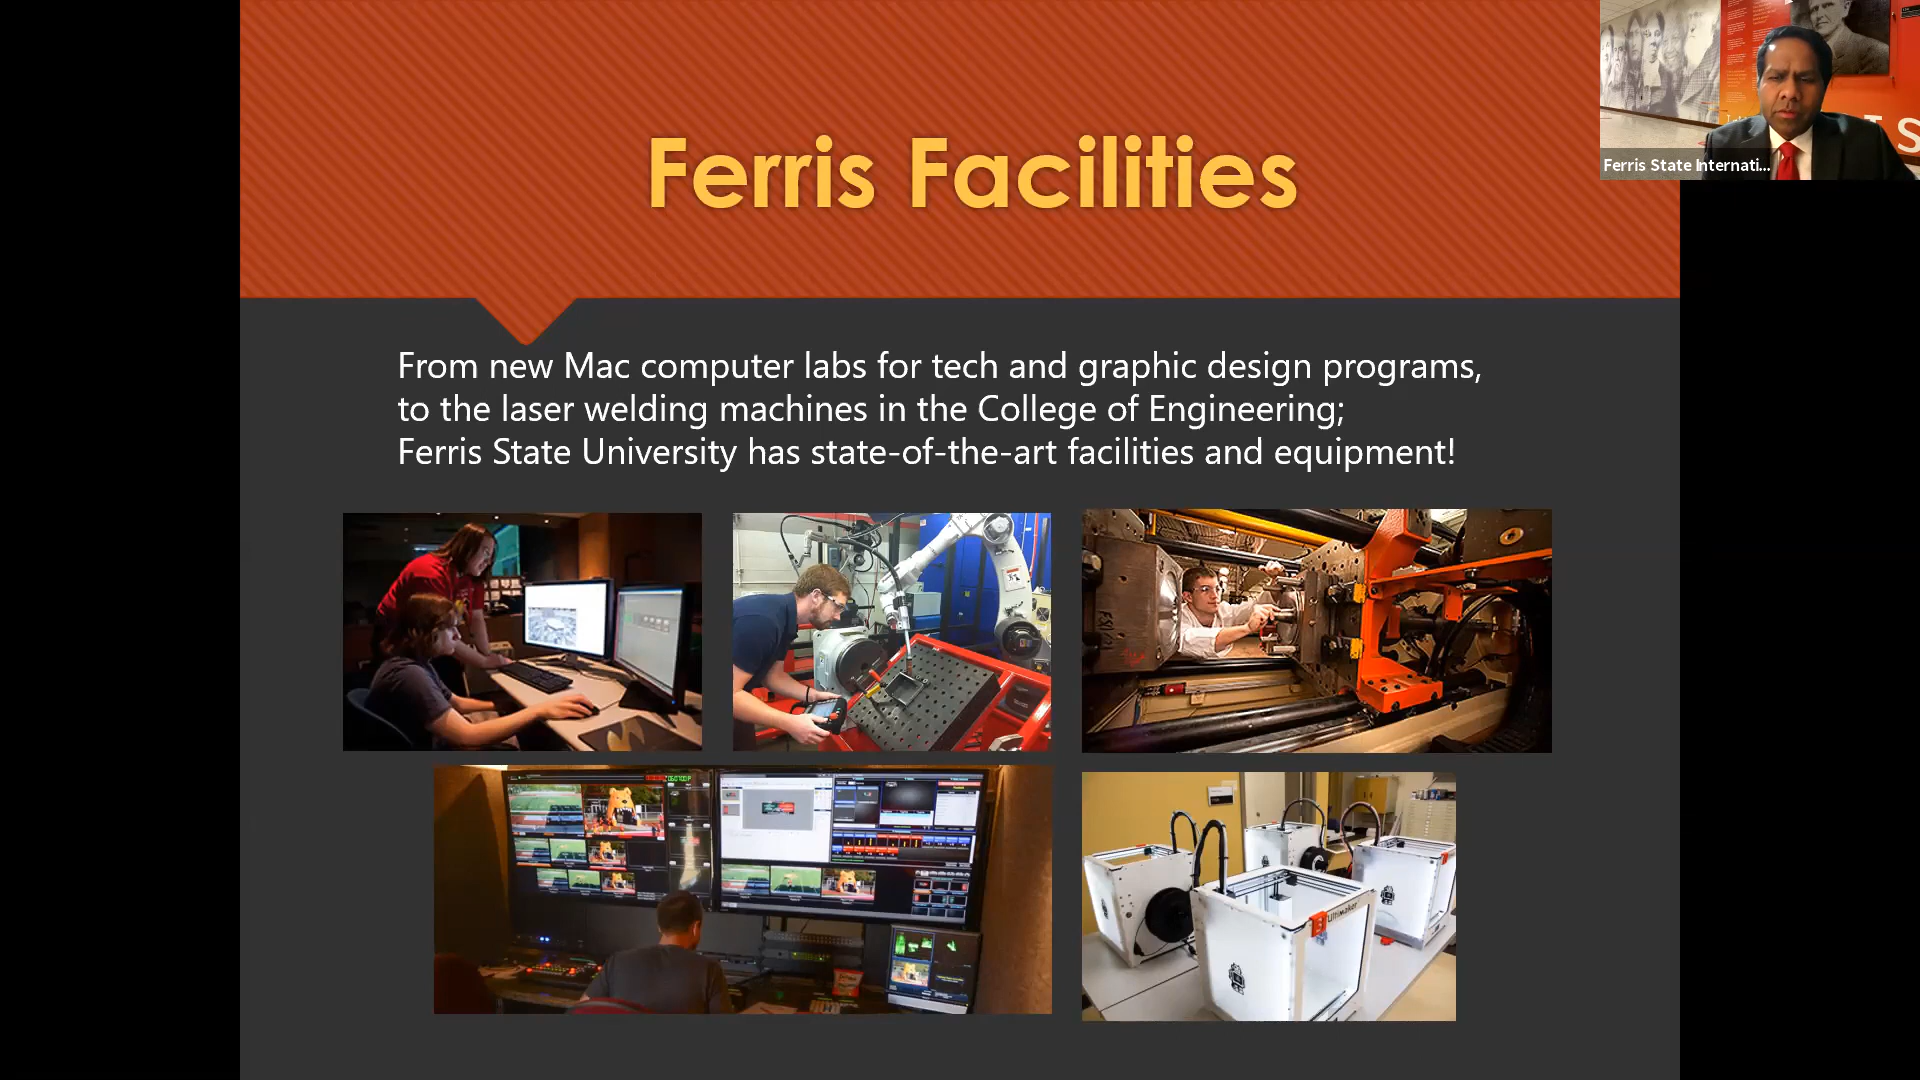 Ferris Facilities
Ferris State Internati...
From new Mac computer labs for tech and graphic design programs,
to the laser welding machines in the College of Engineering;
Ferris State University has state-of-the-art facilities and equipment!
Ultimaker